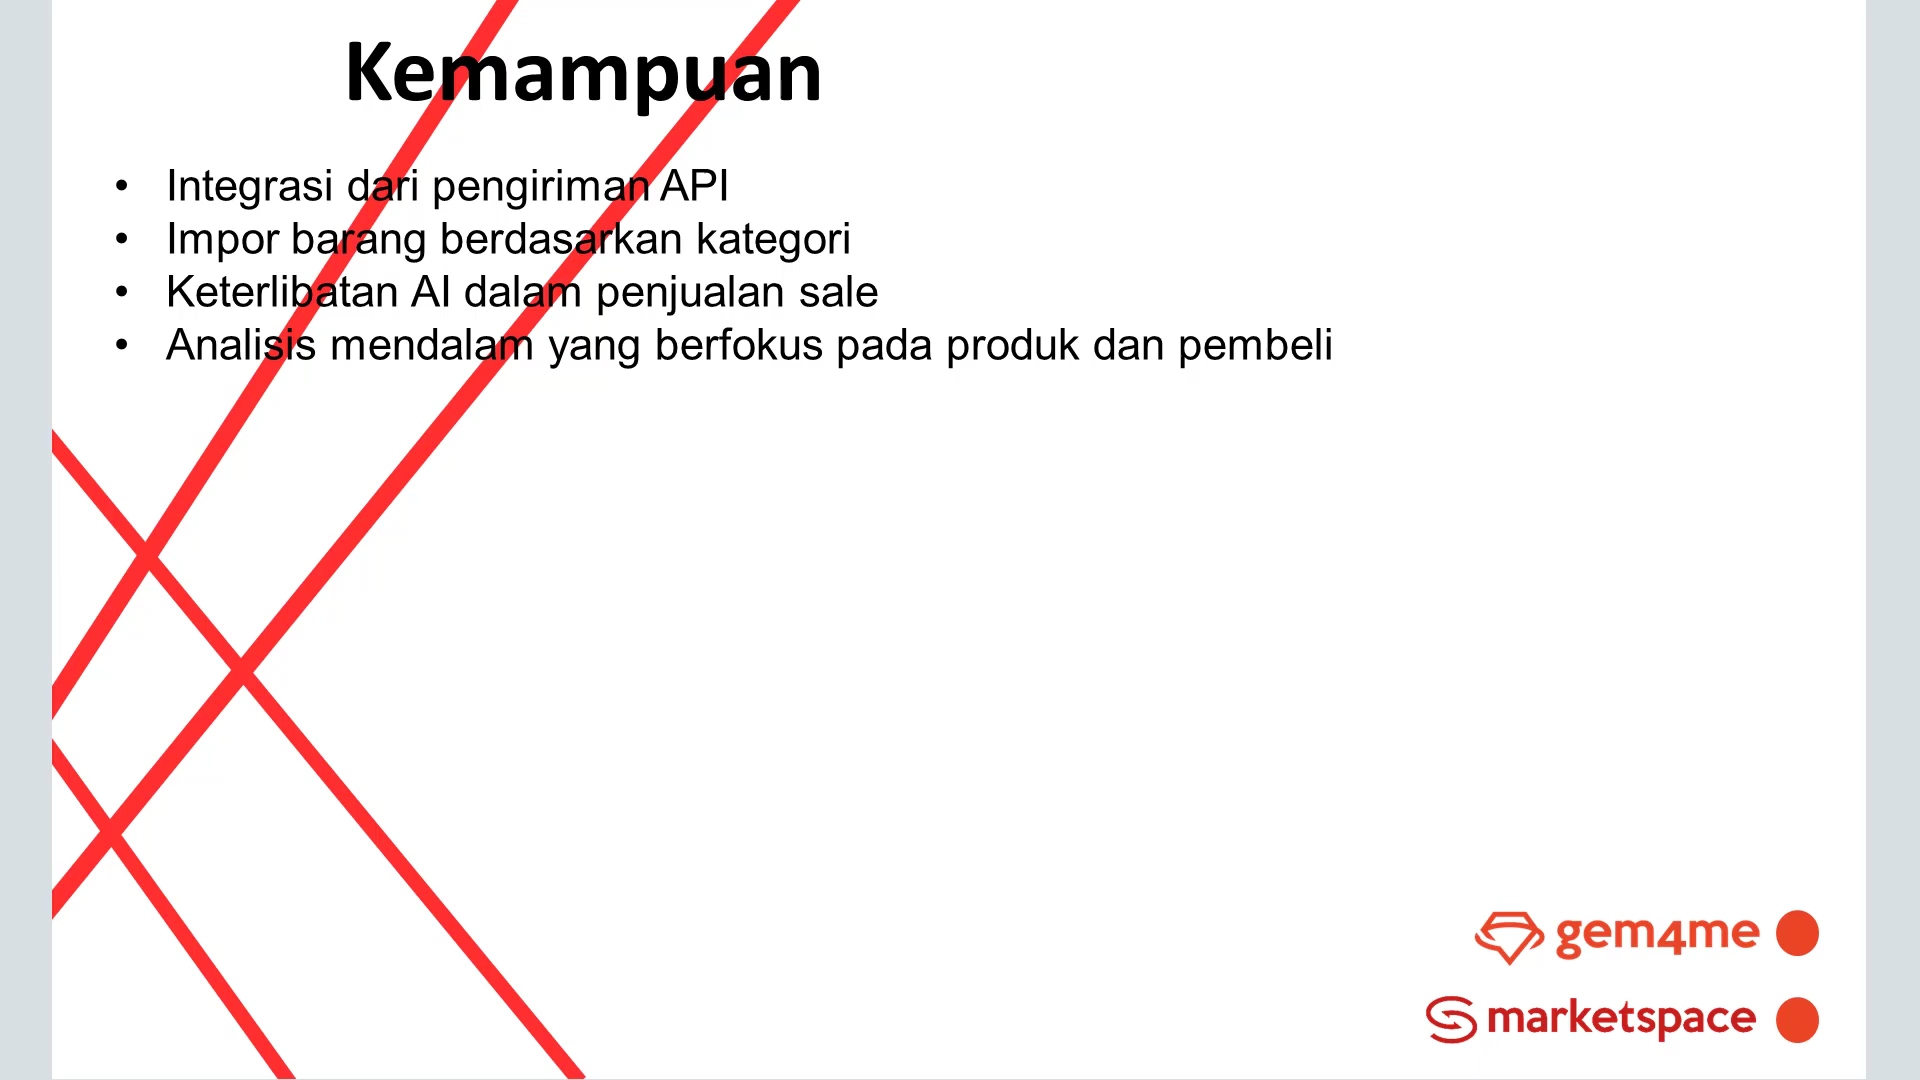 Kemampuan
• Integrasi dari pengiriman API
• Impor barang berdasarkan kategori
• Keterlibatan AI dalam penjualan sale
• Analisis mendalam yang berfokus pada produk dan pembeli
gem4me
marketspace